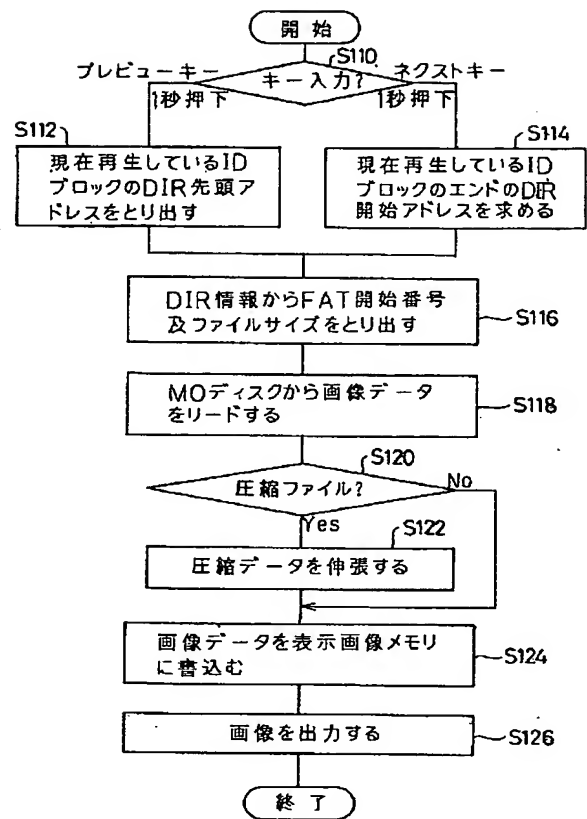 開始
S110
プレビューキー
キー入力?
ネクストキー
1秒押下
1秒押下
S112
現在再生しているID
ブロックのDIR先頭ア
ドレスをとり出す
S114
現在再生しているID
ブロックのエンドのDIR
開始アドレスを求める
DIR情報からFAT開始番号
及ファイルサイズをとり出す
S116
MOディスクから画像データ
をリードする
S118
S120
圧縮ファイル?
No
Yes
S122
圧縮データを伸張する
画像データを表示画像メモリ
に書込む
S124
画像を出力する
S126
終了